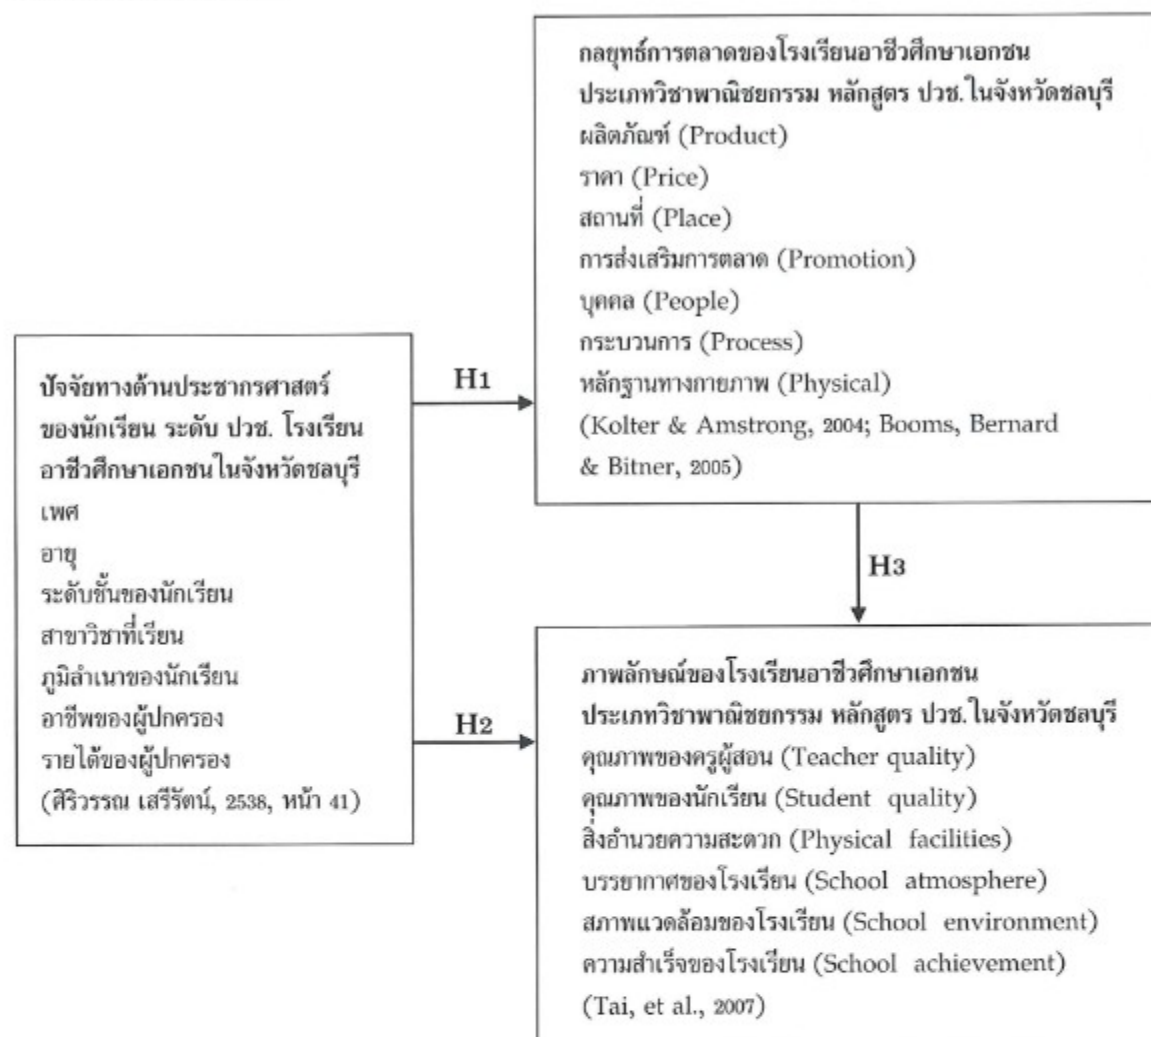 กลยุทธ์การตลาดของโรงเรียนอาชีวศึกษาเอกชน
ประเภทวิชาพาณิชยกรรม หลักสูตร ปวช. ในจังหวัดชลบุรี
ผลิตภัณฑ์ (Product)
ราคา (Price)
สถานที่ (Place)
การส่งเสริมการตลาด (Promotion)
บุคคล (People)
กระบวนการ (Process)
หลักฐานทางกายภาพ (Physical)
(Kolter & Amstrong, 2004; Booms, Bernard
& Bitner, 2005)
H1
ปัจจัยทางด้านประชากรศาสตร์
ของนักเรียน ระดับ ปวช. โรงเรียน
อาชีวศึกษาเอกชนในจังหวัดชลบุรี
เพศ
อายุ
ระดับชั้นของนักเรียน
สาขาวิชาที่เรียน
ภูมิลำเนาของนักเรียน
อาชีพของผู้ปกครอง
รายได้ของผู้ปกครอง
(ศิริวรรณ เสรีรัตน์, 2538, หน้า 41)
H3
H2
ภาพลักษณ์ของโรงเรียนอาชีวศึกษาเอกชน
ประเภทวิชาพาณิชยกรรม หลักสูตร ปวช. ในจังหวัดชลบุรี
คุณภาพของครูผู้สอน (Teacher quality)
คุณภาพของนักเรียน (Student quality)
สิ่งอำนวยความสะดวก (Physical facilities)
บรรยากาศของโรงเรียน (School atmosphere)
สภาพแวดล้อมของโรงเรียน (School environment)
ความสำเร็จของโรงเรียน (School achievement)
(Tai, et al., 2007)